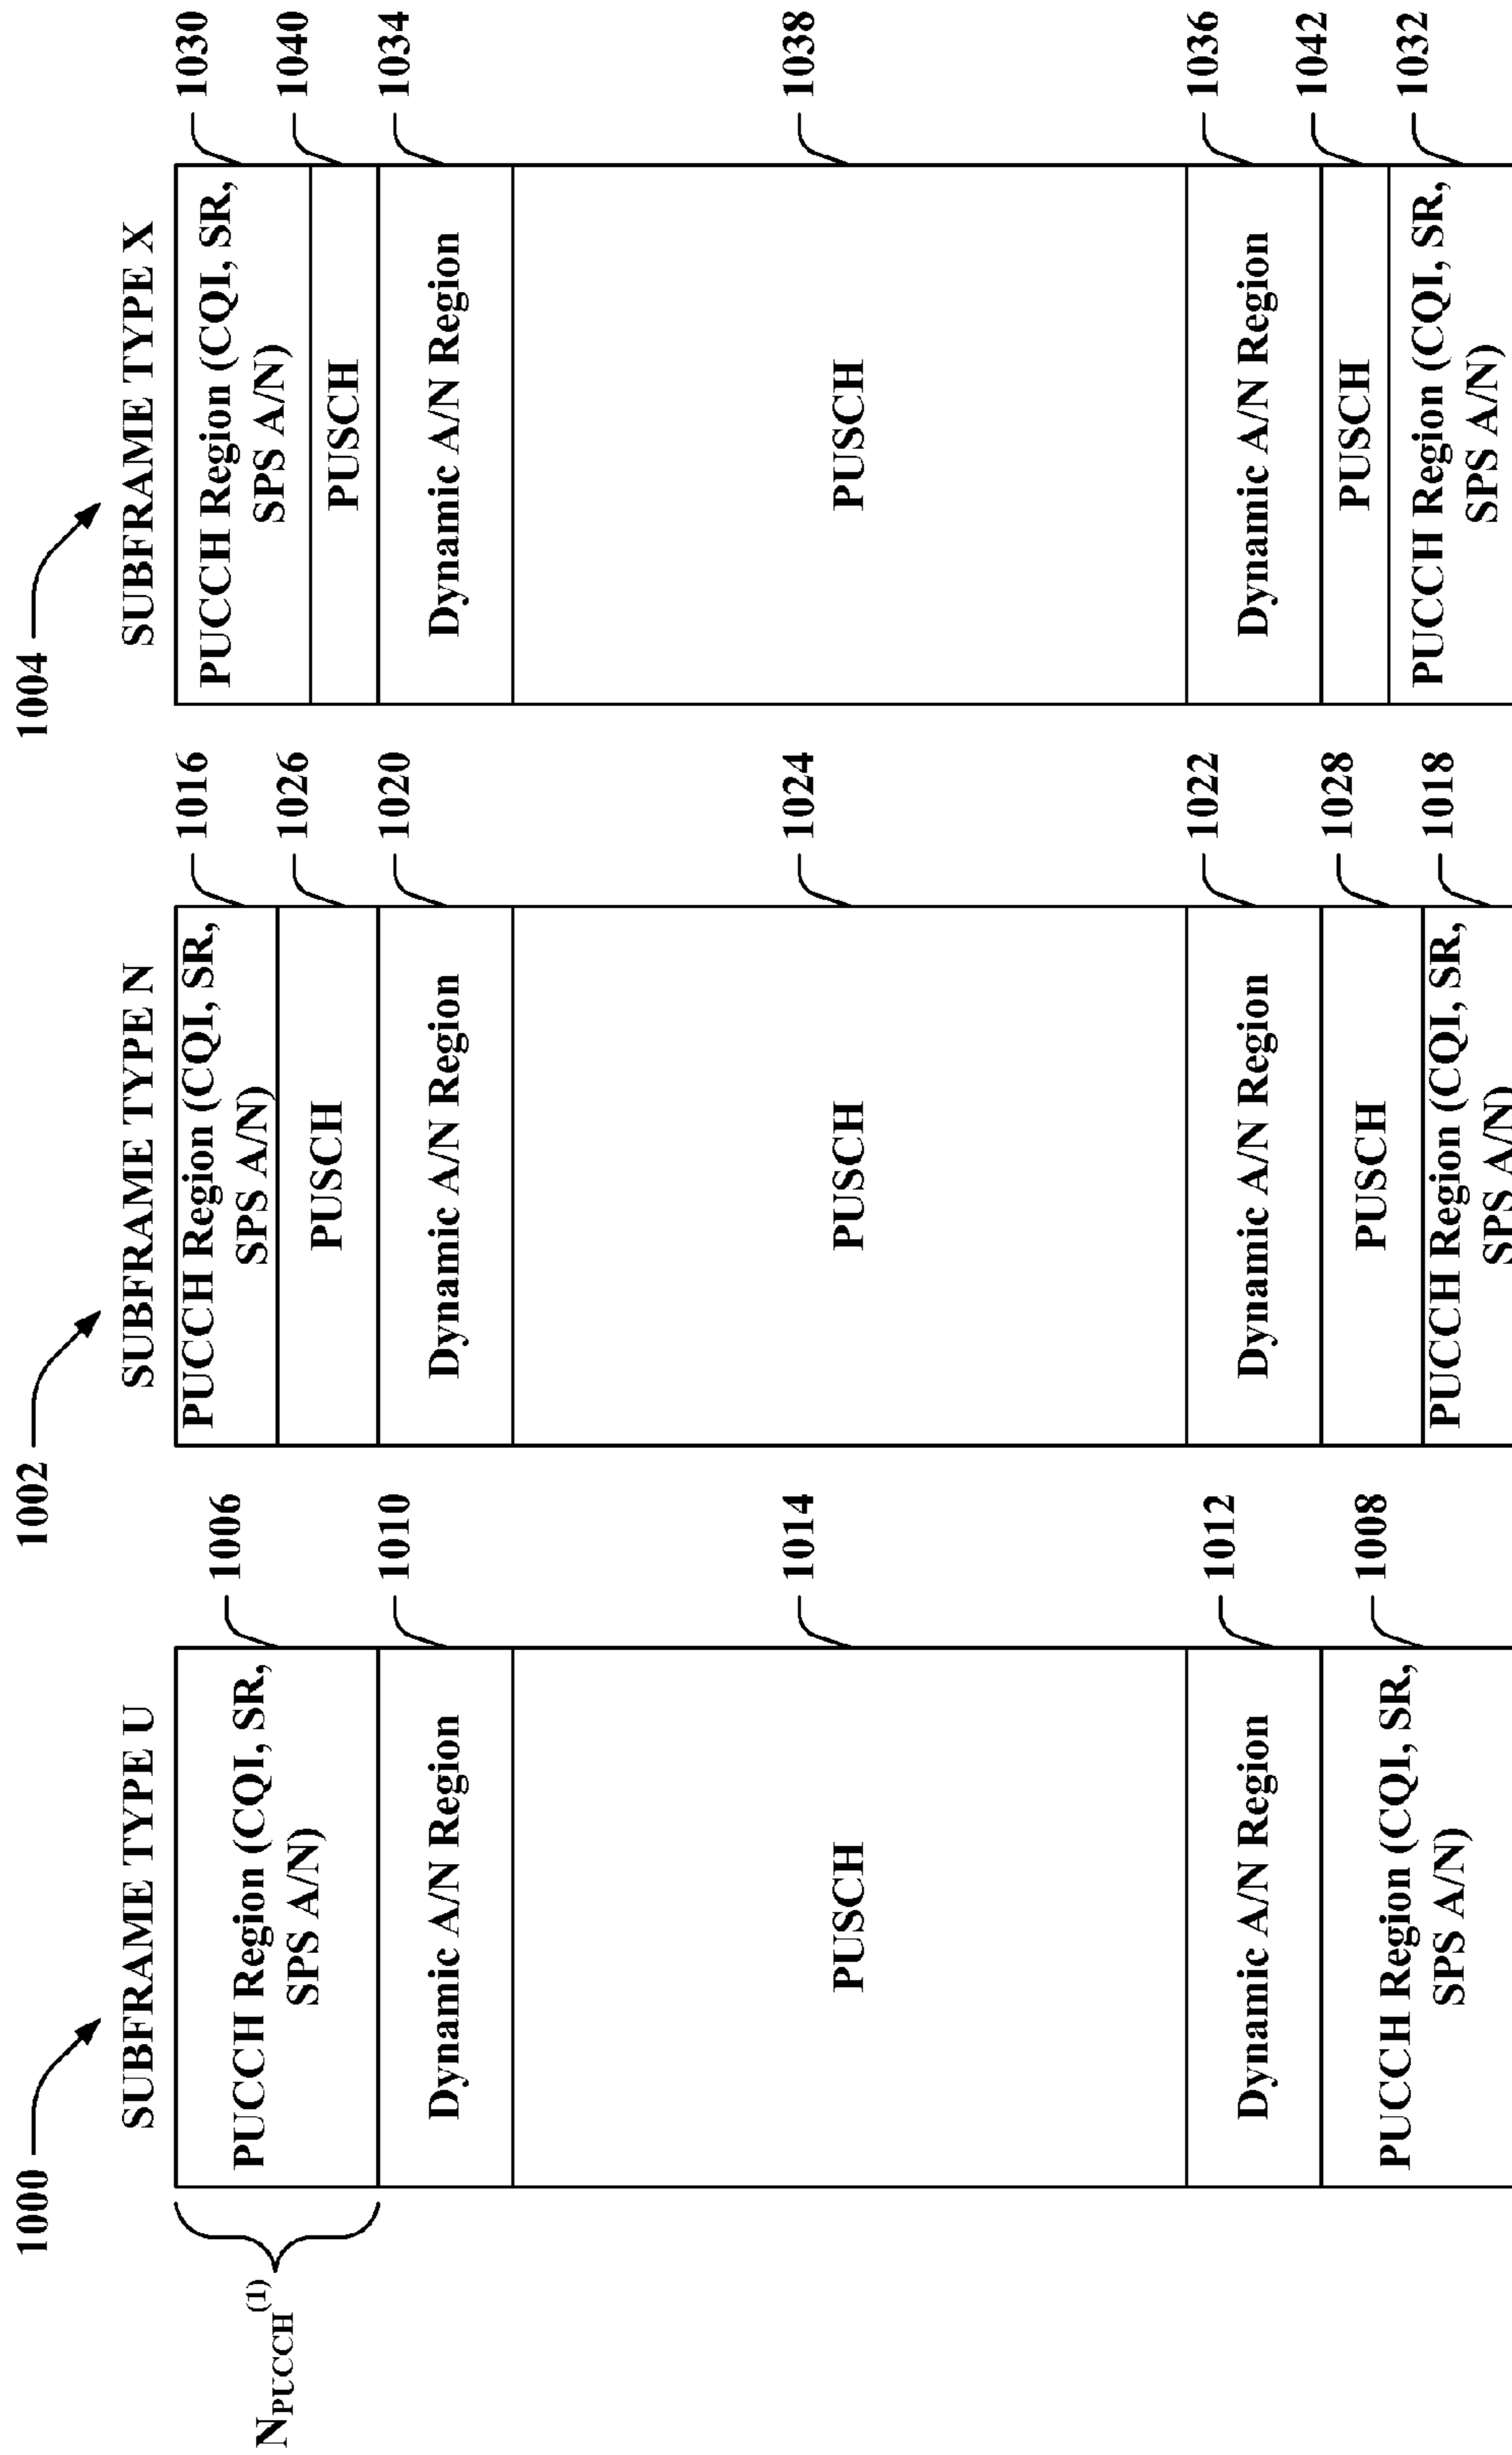 1000
SUBFRAME TYPE U
N_PUCCH^(1)
PUCCH Region (CQI, SR,
SPS A/N)
1006
Dynamic A/N Region
1010
PUSCH
1014
Dynamic A/N Region
1012
PUCCH Region (CQI, SR,
SPS A/N)
1008
1002
SUBFRAME TYPE N
PUCCH Region (CQI, SR,
SPS A/N)
1016
PUSCH
1026
Dynamic A/N Region
1020
PUSCH
1024
Dynamic A/N Region
1022
PUSCH
1028
PUCCH Region (CQI, SR,
SPS A/N)
1018
1004
SUBFRAME TYPE X
PUCCH Region (CQI, SR,
SPS A/N)
1030
PUSCH
1040
Dynamic A/N Region
1034
PUSCH
1038
Dynamic A/N Region
1036
PUSCH
1042
PUCCH Region (CQI, SR,
SPS A/N)
1032